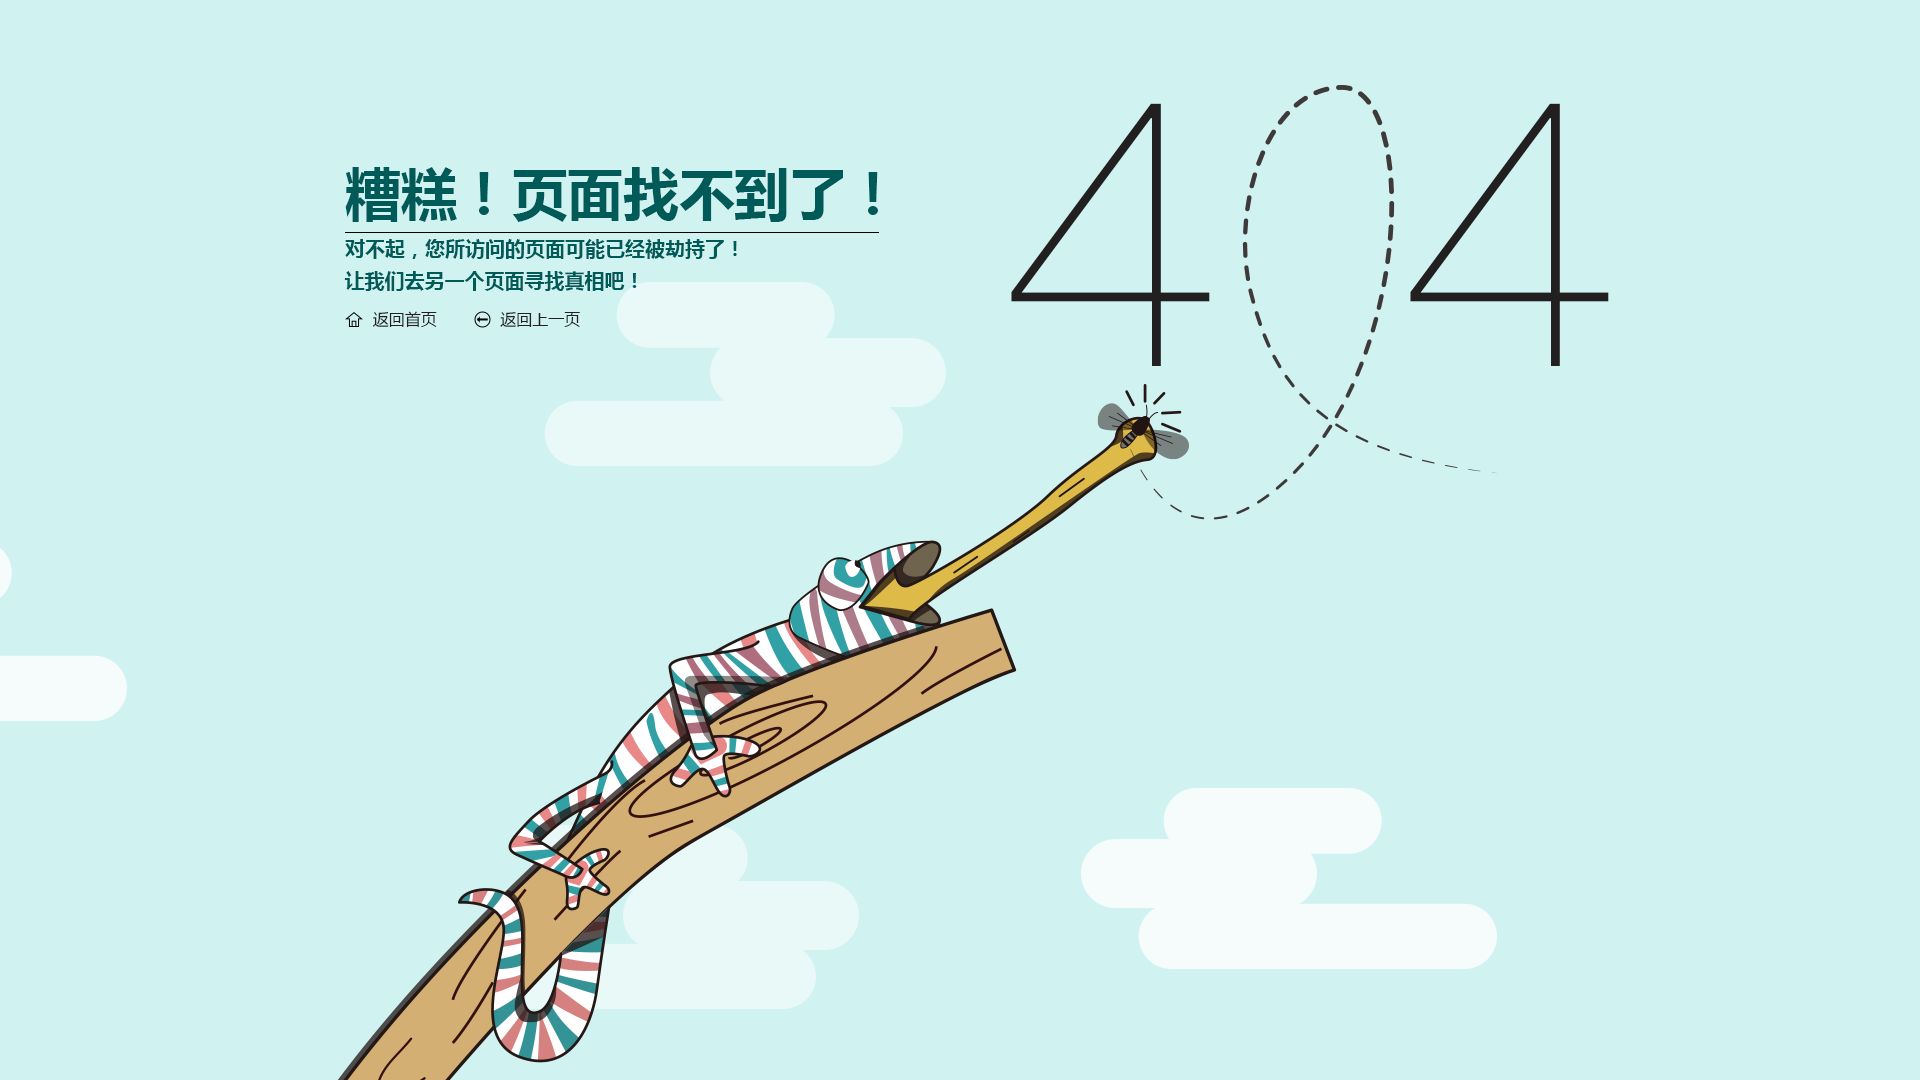 糟糕！页面找不到了！
对不起，您所访问的页面可能已经被劫持了！
让我们去另一个页面寻找真相吧！
返回首页 返回上一页
4 4